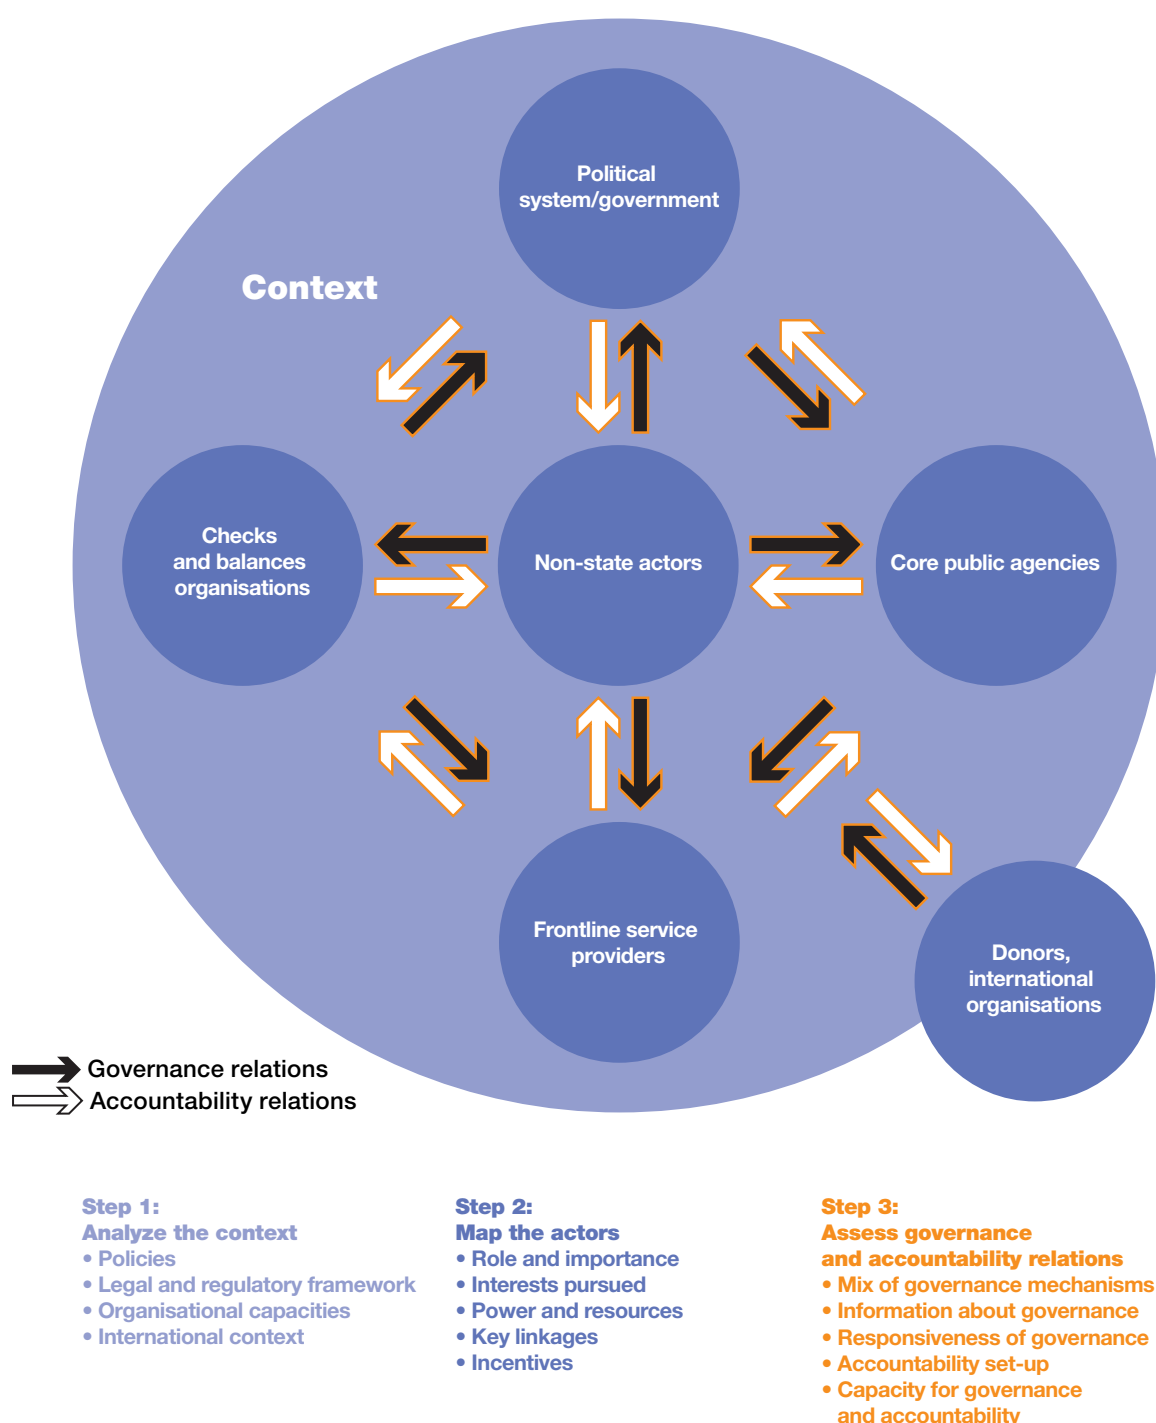 Political
system/government
Context
Checks
and balances
organisations
Non-state actors
Core public agencies
Frontline service
providers
Donors,
international
organisations
Governance relations
Accountability relations
Step 1:
Analyze the context
• Policies
• Legal and regulatory framework
• Organisational capacities
• International context
Step 2:
Map the actors
• Role and importance
• Interests pursued
• Power and resources
• Key linkages
• Incentives
Step 3:
Assess governance
and accountability relations
• Mix of governance mechanisms
• Information about governance
• Responsiveness of governance
• Accountability set-up
• Capacity for governance
and accountability